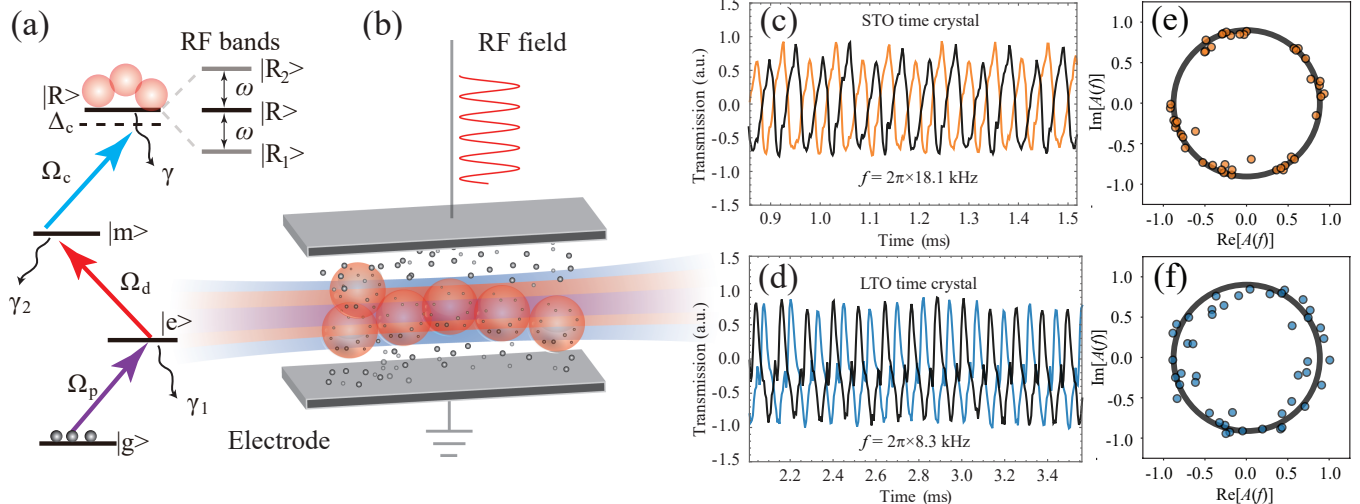 (a)
RF bands
|R₂>
ω
|R>
|R>
Δc
ω
|R₁>
γ
Ωc
|m>
γ₂
Ωd
|e>
Ωp
γ₁
|g>
(b)
RF field
Electrode
(c)
STO time crystal
Transmission (a.u.)
1.5
1.0
0.5
0.0
-0.5
-1.0
-1.5
f = 2π×18.1 kHz
0.9 1.0 1.1 1.2 1.3 1.4 1.5
Time (ms)
(d)
LTO time crystal
Transmission (a.u.)
1.5
1.0
0.5
0.0
-0.5
-1.0
-1.5
f = 2π×8.3 kHz
2.2 2.4 2.6 2.8 3.0 3.2 3.4
Time (ms)
(e)
Im[A(f)]
1.0
0.5
0.0
-0.5
-1.0
-1.0 -0.5 0.0 0.5 1.0
Re[A(f)]
(f)
Im[A(f)]
1.0
0.5
0.0
-0.5
-1.0
-1.0 -0.5 0.0 0.5 1.0
Re[A(f)]